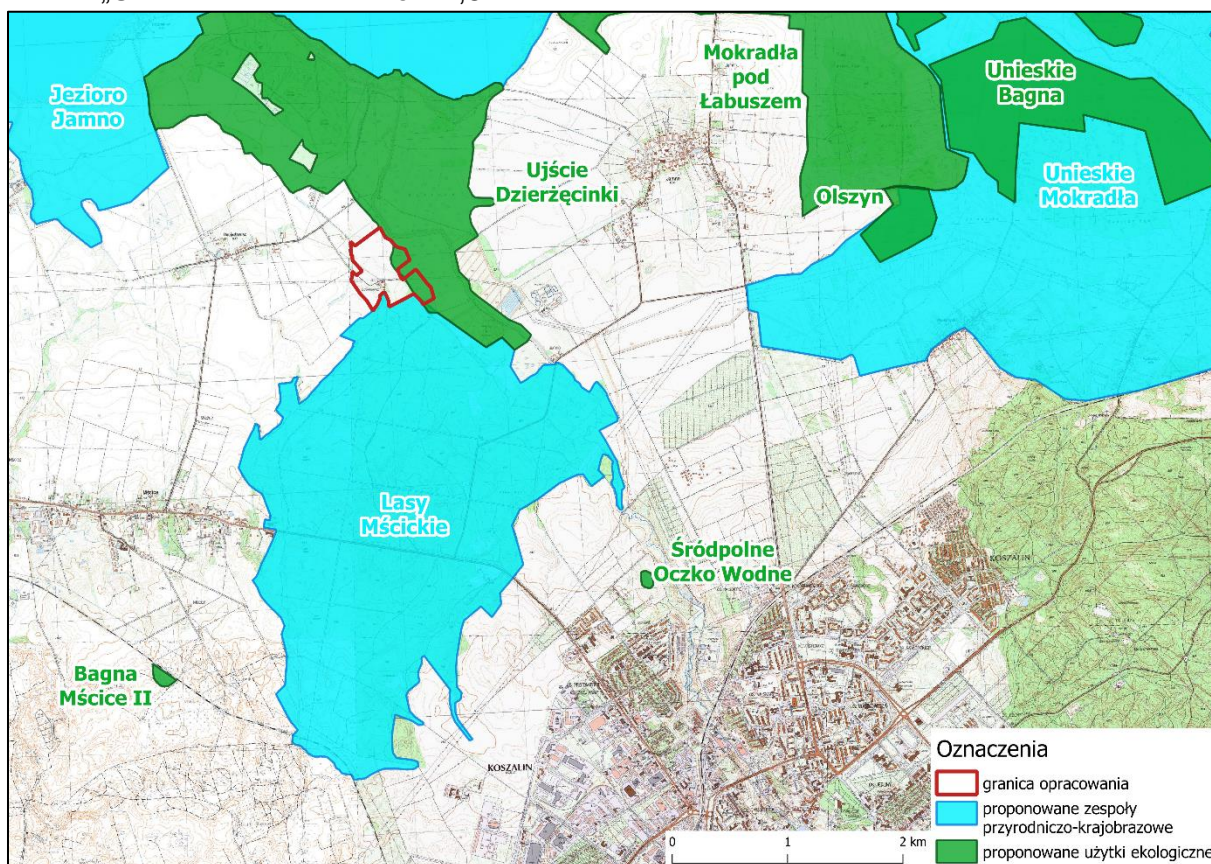 Jezioro
Jamno
Mokradła
pod
Łabuszem
Unieskie
Bagna
Ujście
Dzierżęcinki
Olszyn
Unieskie
Mokradła
Lasy
Mścickie
Śródpolne
Oczko Wodne
KOSZALIN
Bagna
Mścice II
KOSZALIN
Oznaczenia
granica opracowania
proponowane zespoły
przyrodniczo-krajobrazowe
proponowane użytki ekologiczne
0 1 2 km